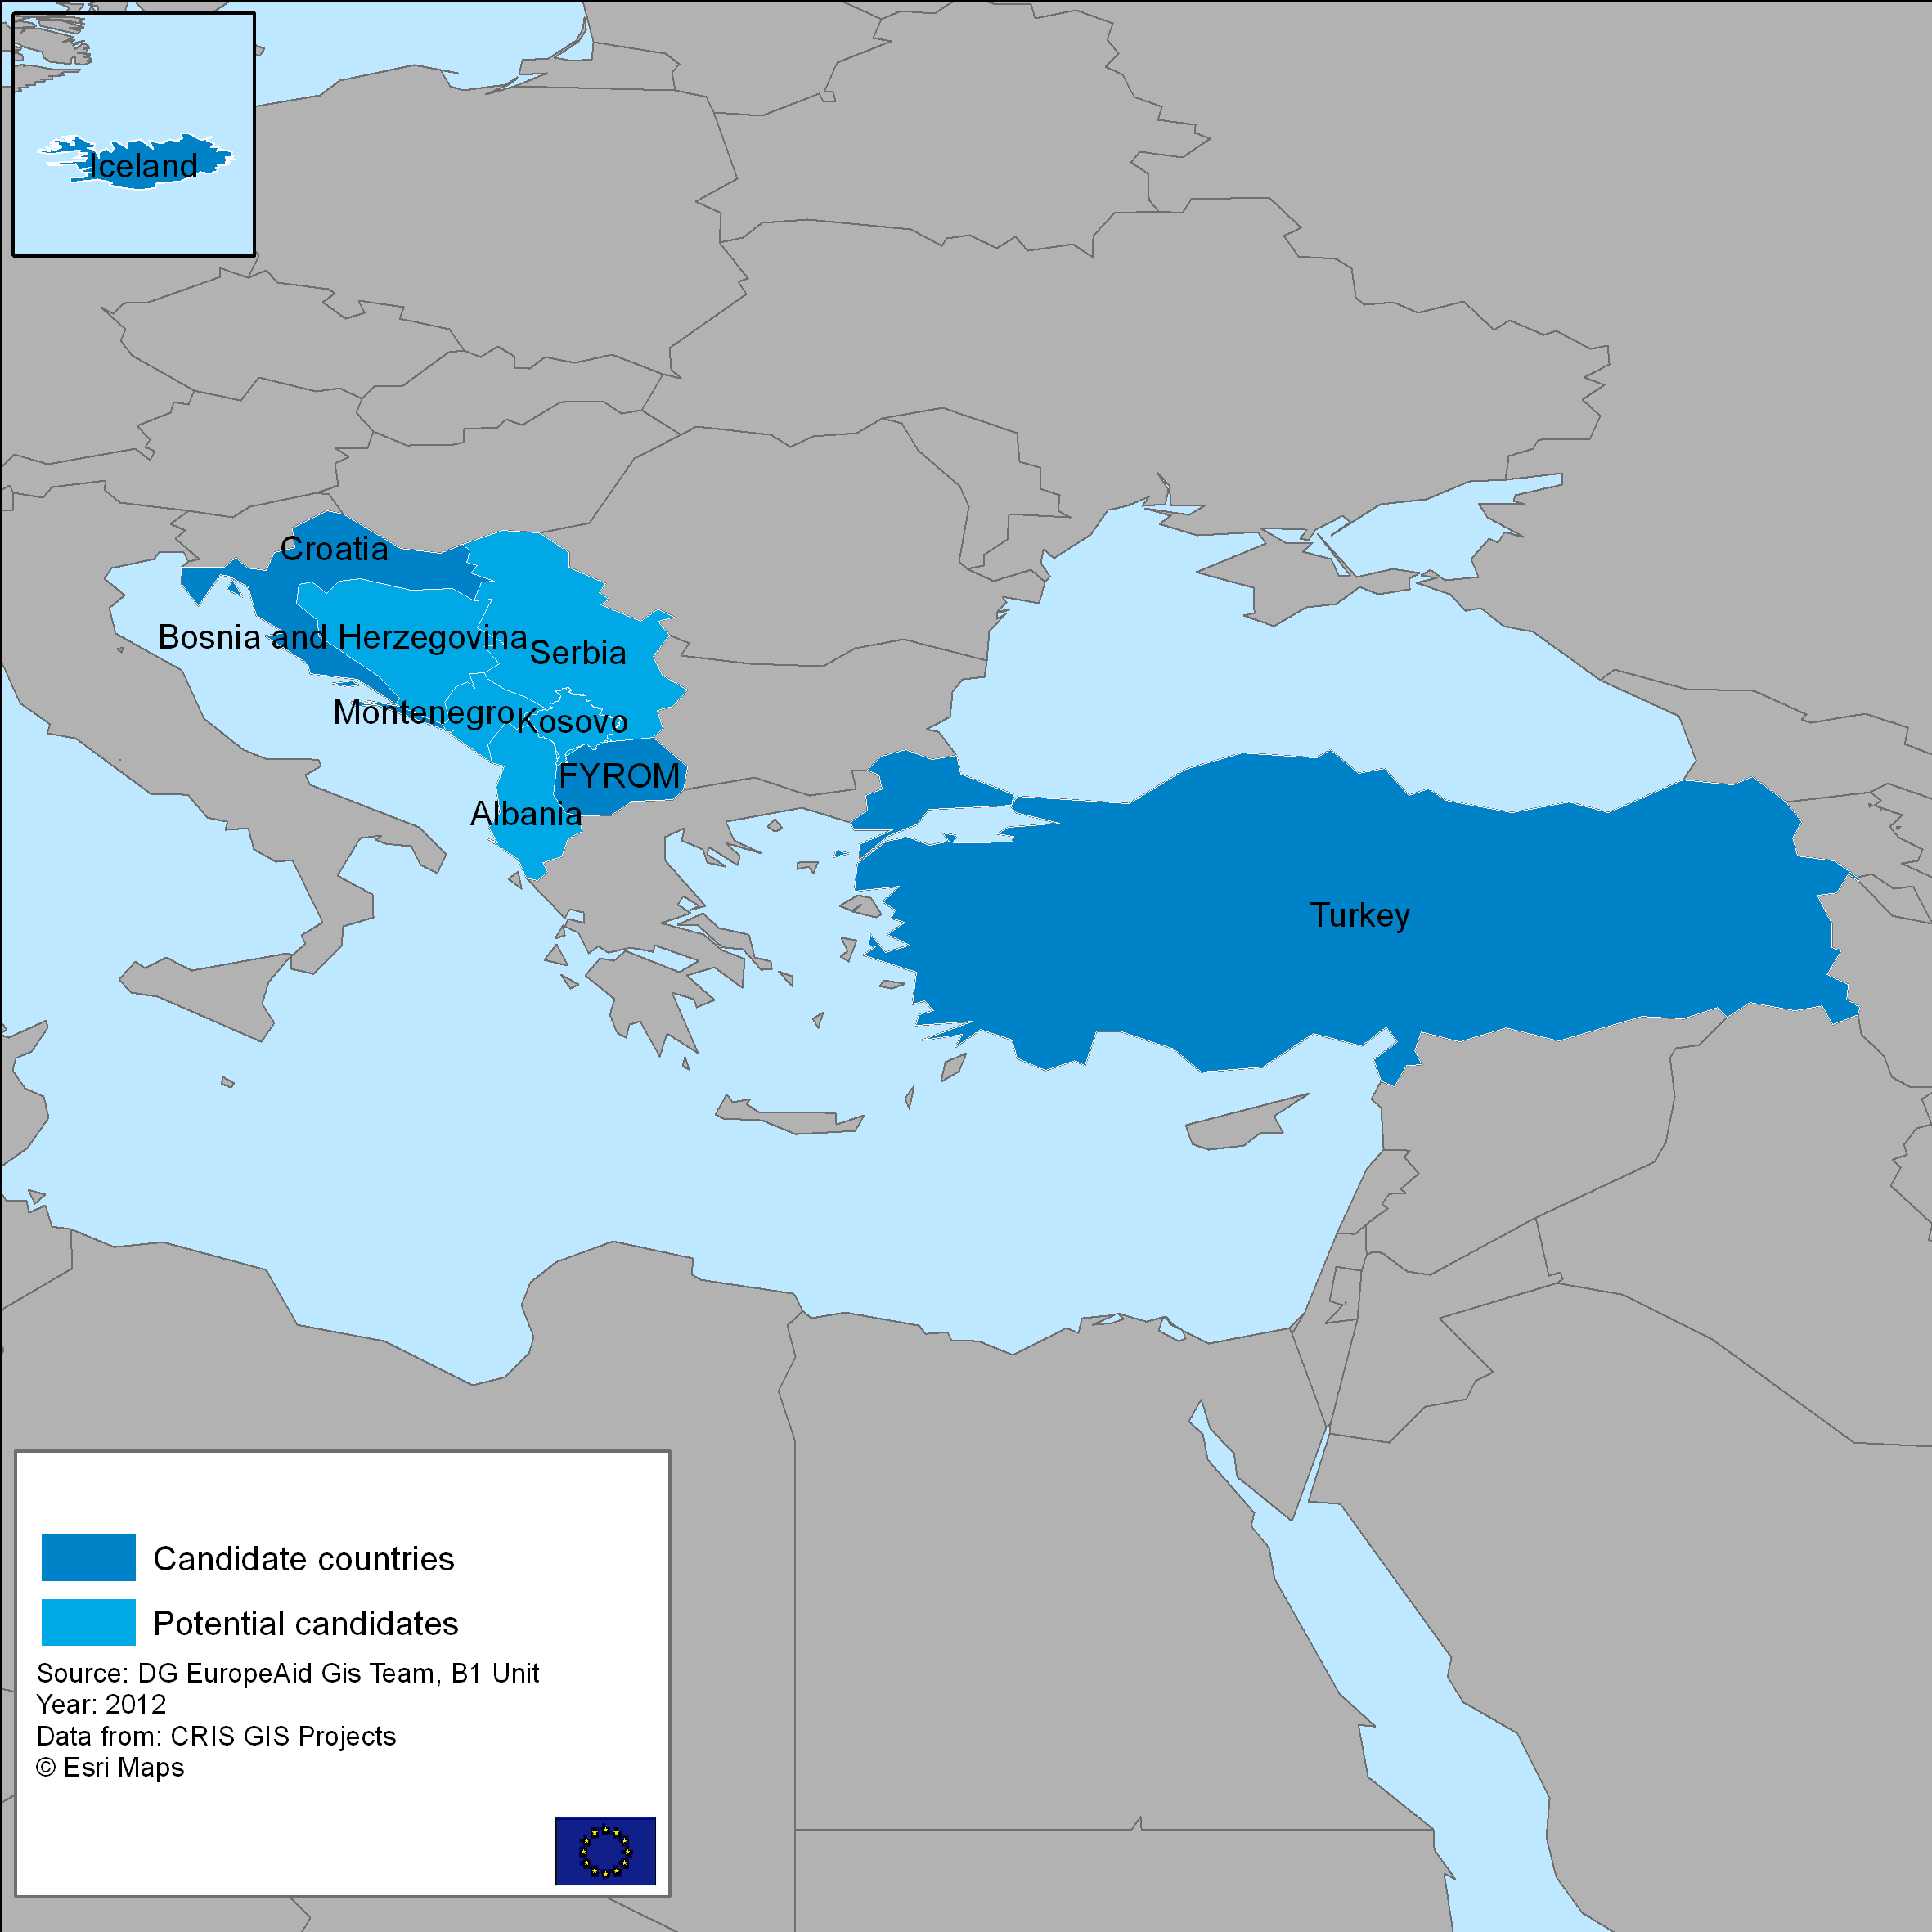 Iceland
Croatia
Bosnia and Herzegovina
Serbia
Montenegro
Kosovo
FYROM
Albania
Turkey
Candidate countries
Potential candidates
Source: DG EuropeAid Gis Team, B1 Unit
Year: 2012
Data from: CRIS GIS Projects
© Esri Maps